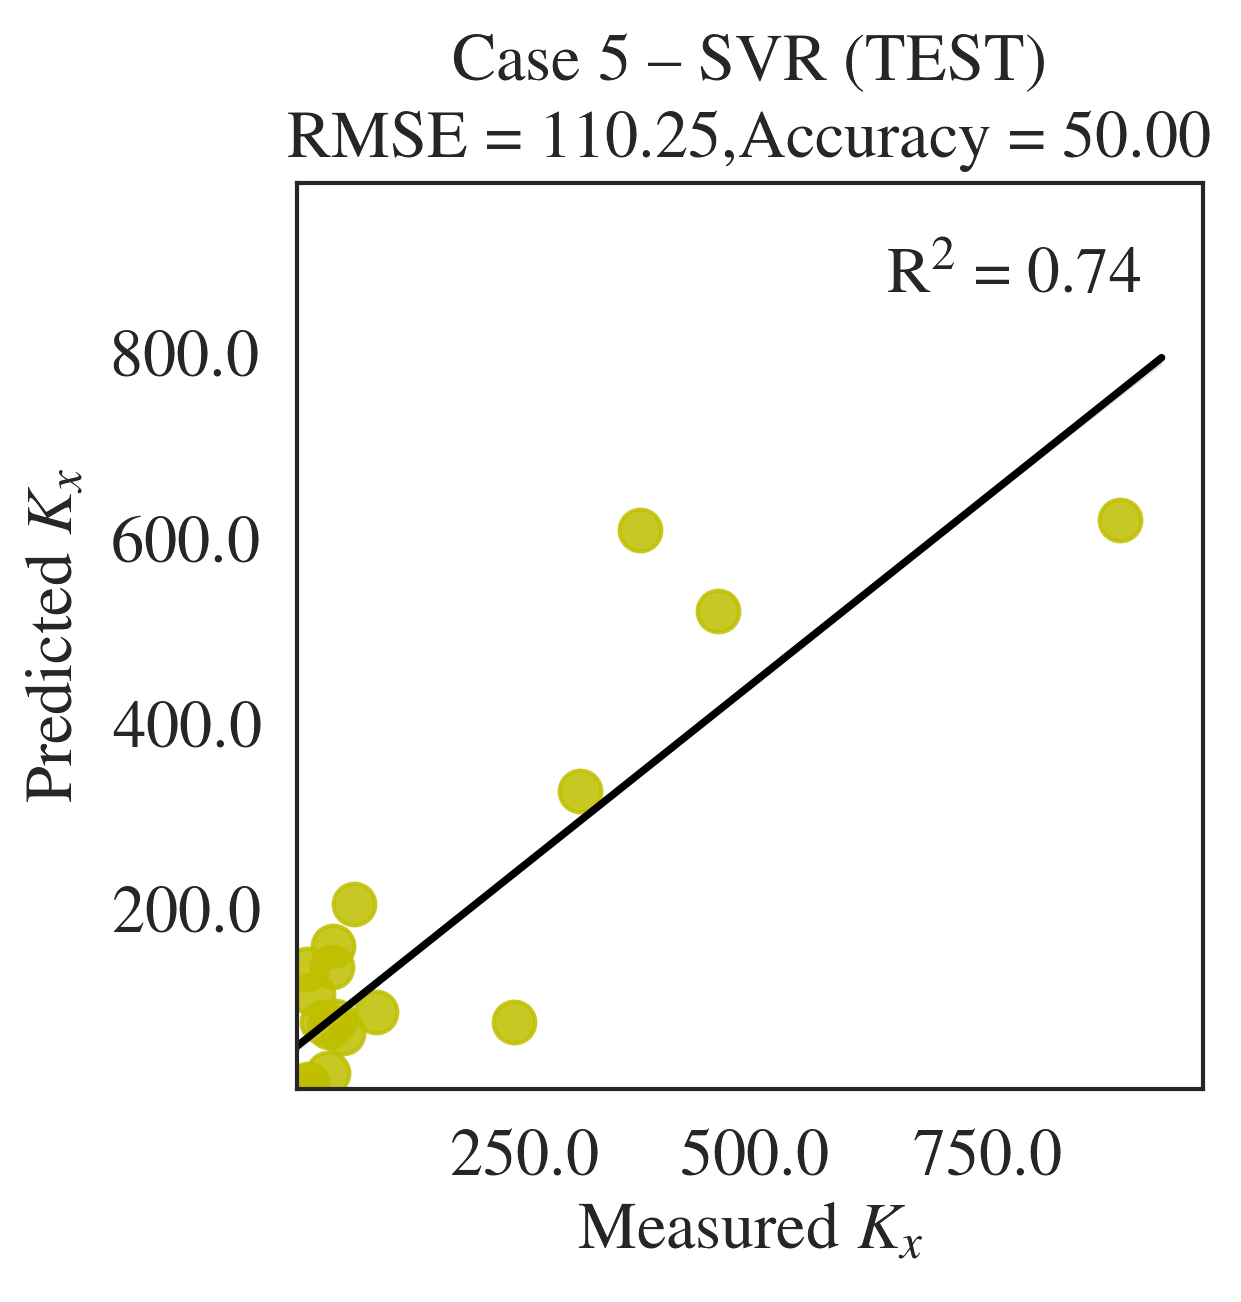 Case 5 – SVR (TEST)
RMSE = 110.25,Accuracy = 50.00
R² = 0.74
800.0
600.0
400.0
200.0
Predicted Kₓ
250.0 500.0 750.0
Measured Kₓ